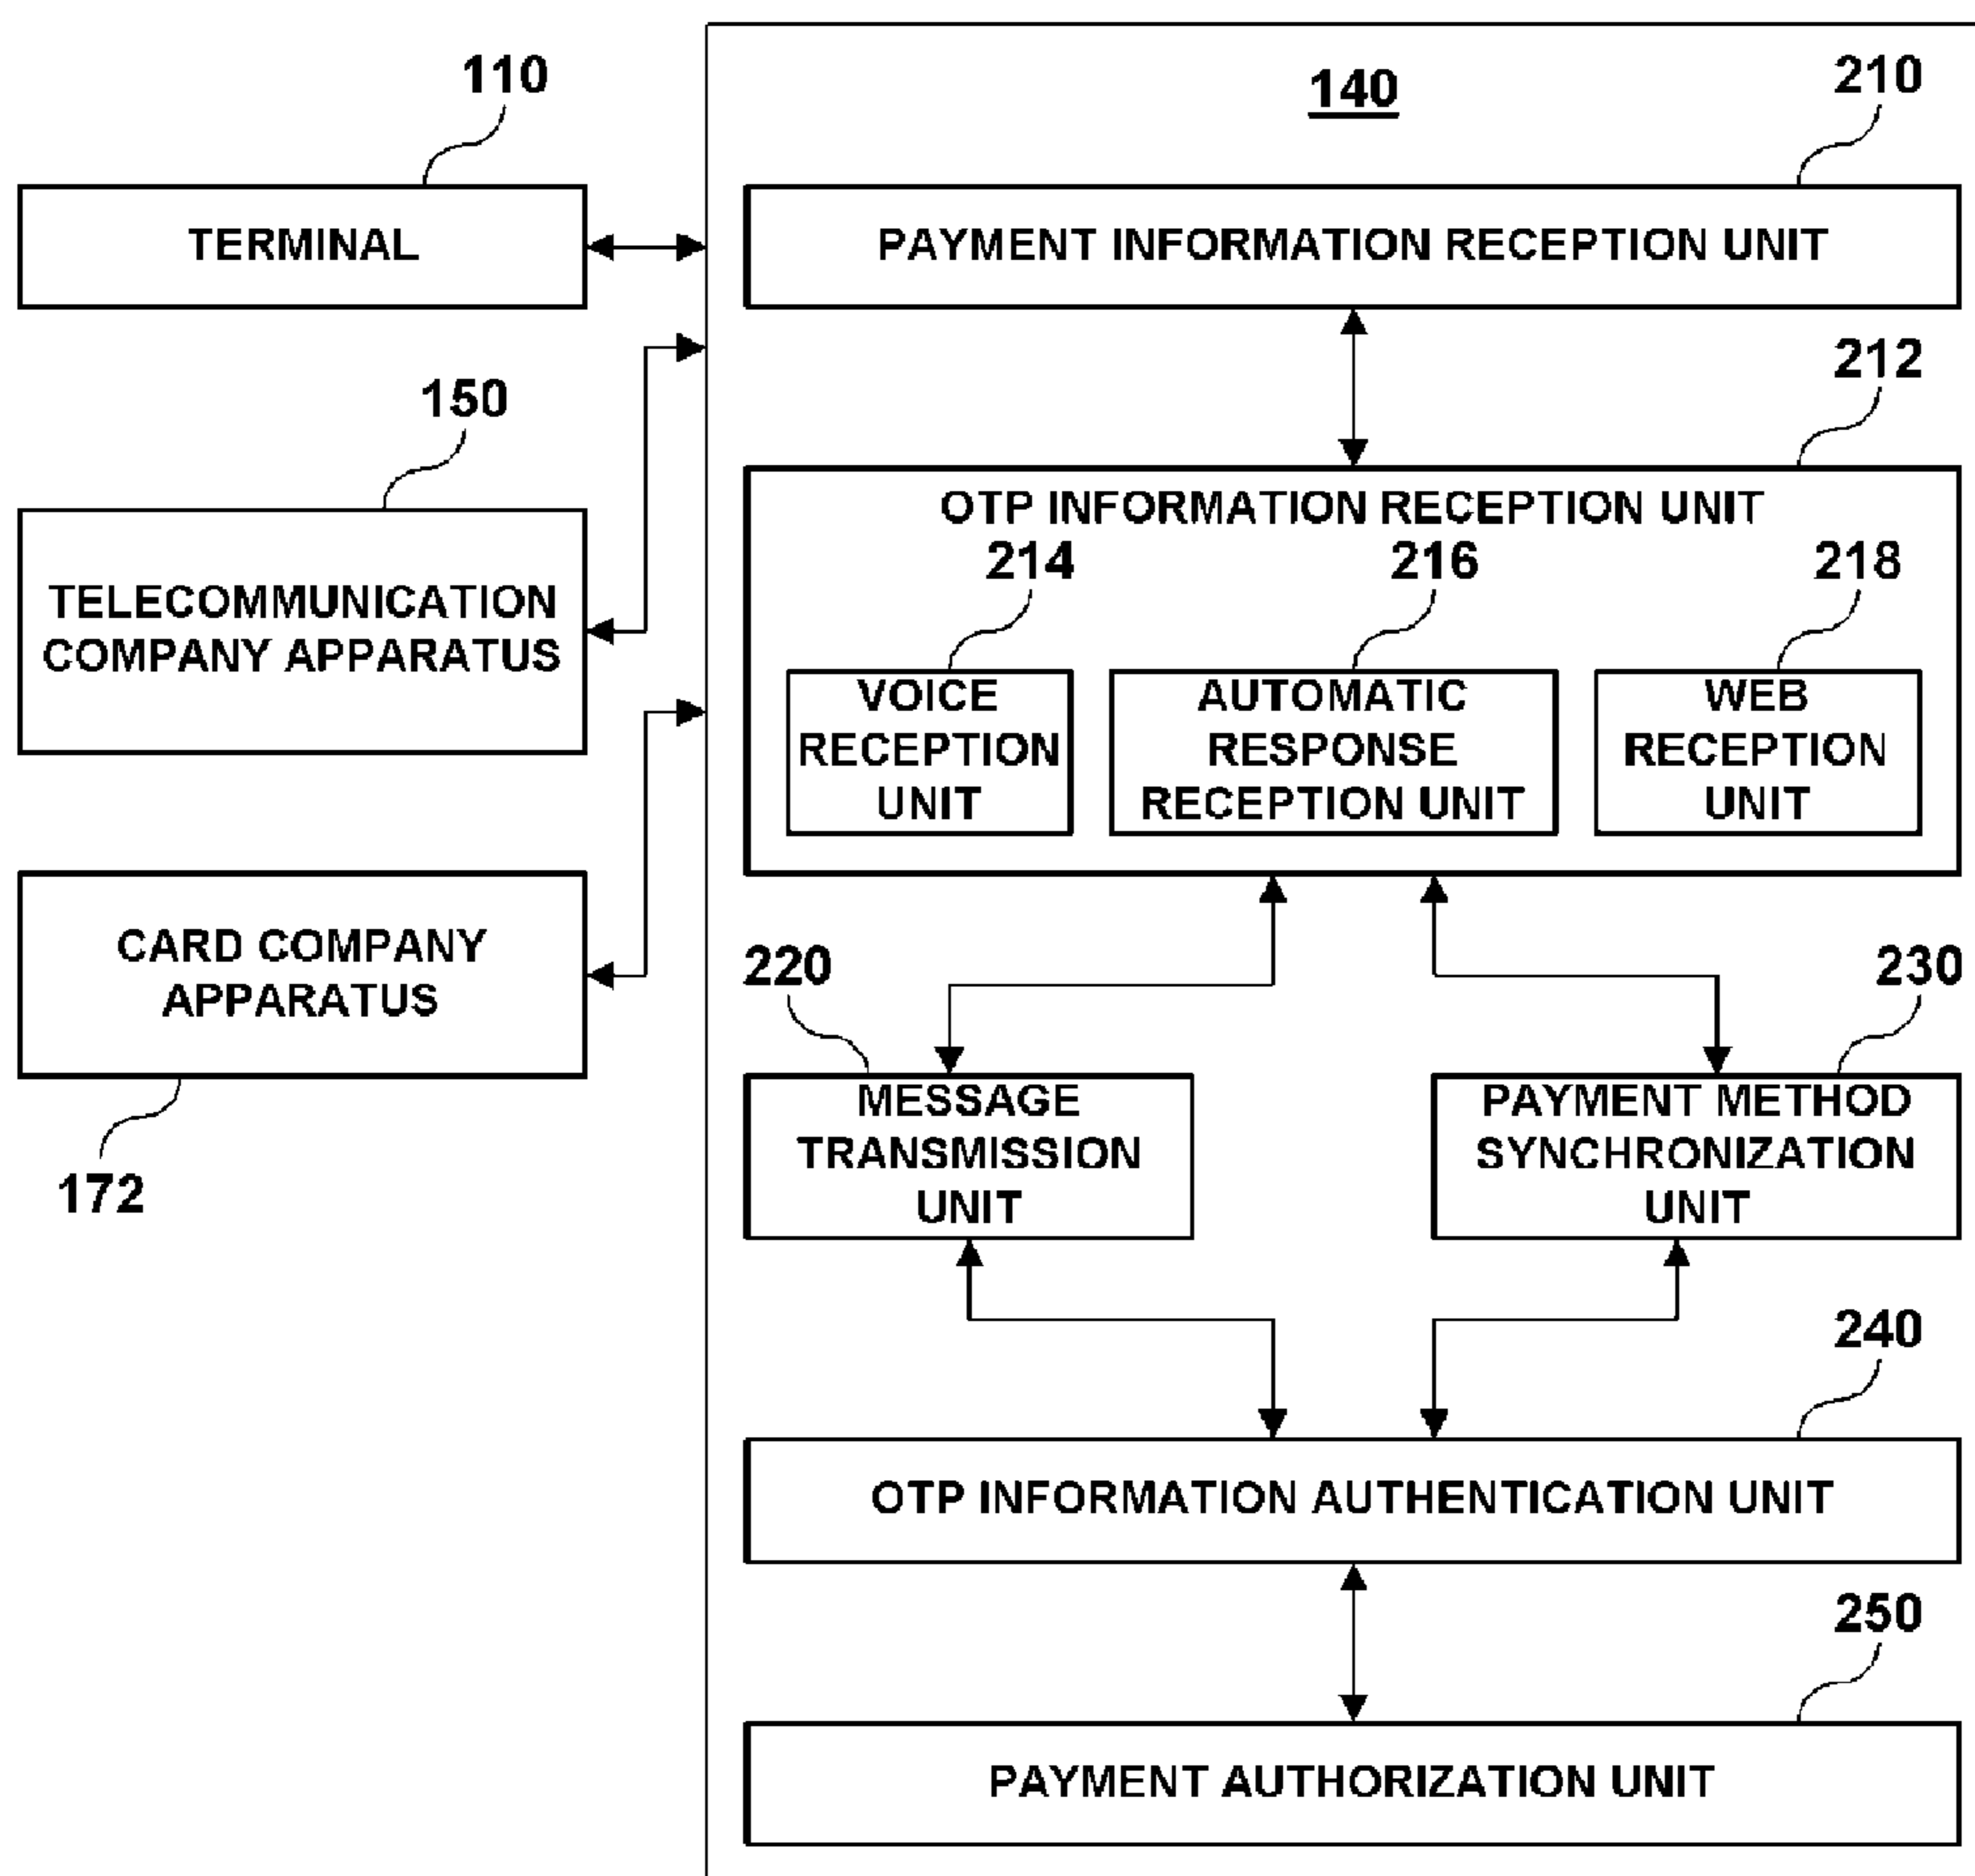 110
140
210
TERMINAL
PAYMENT INFORMATION RECEPTION UNIT
212
150
OTP INFORMATION RECEPTION UNIT
214
216
218
TELECOMMUNICATION
COMPANY APPARATUS
VOICE
RECEPTION
UNIT
AUTOMATIC
RESPONSE
RECEPTION UNIT
WEB
RECEPTION
UNIT
CARD COMPANY
APPARATUS
172
220
230
MESSAGE
TRANSMISSION
UNIT
PAYMENT METHOD
SYNCHRONIZATION
UNIT
240
OTP INFORMATION AUTHENTICATION UNIT
250
PAYMENT AUTHORIZATION UNIT